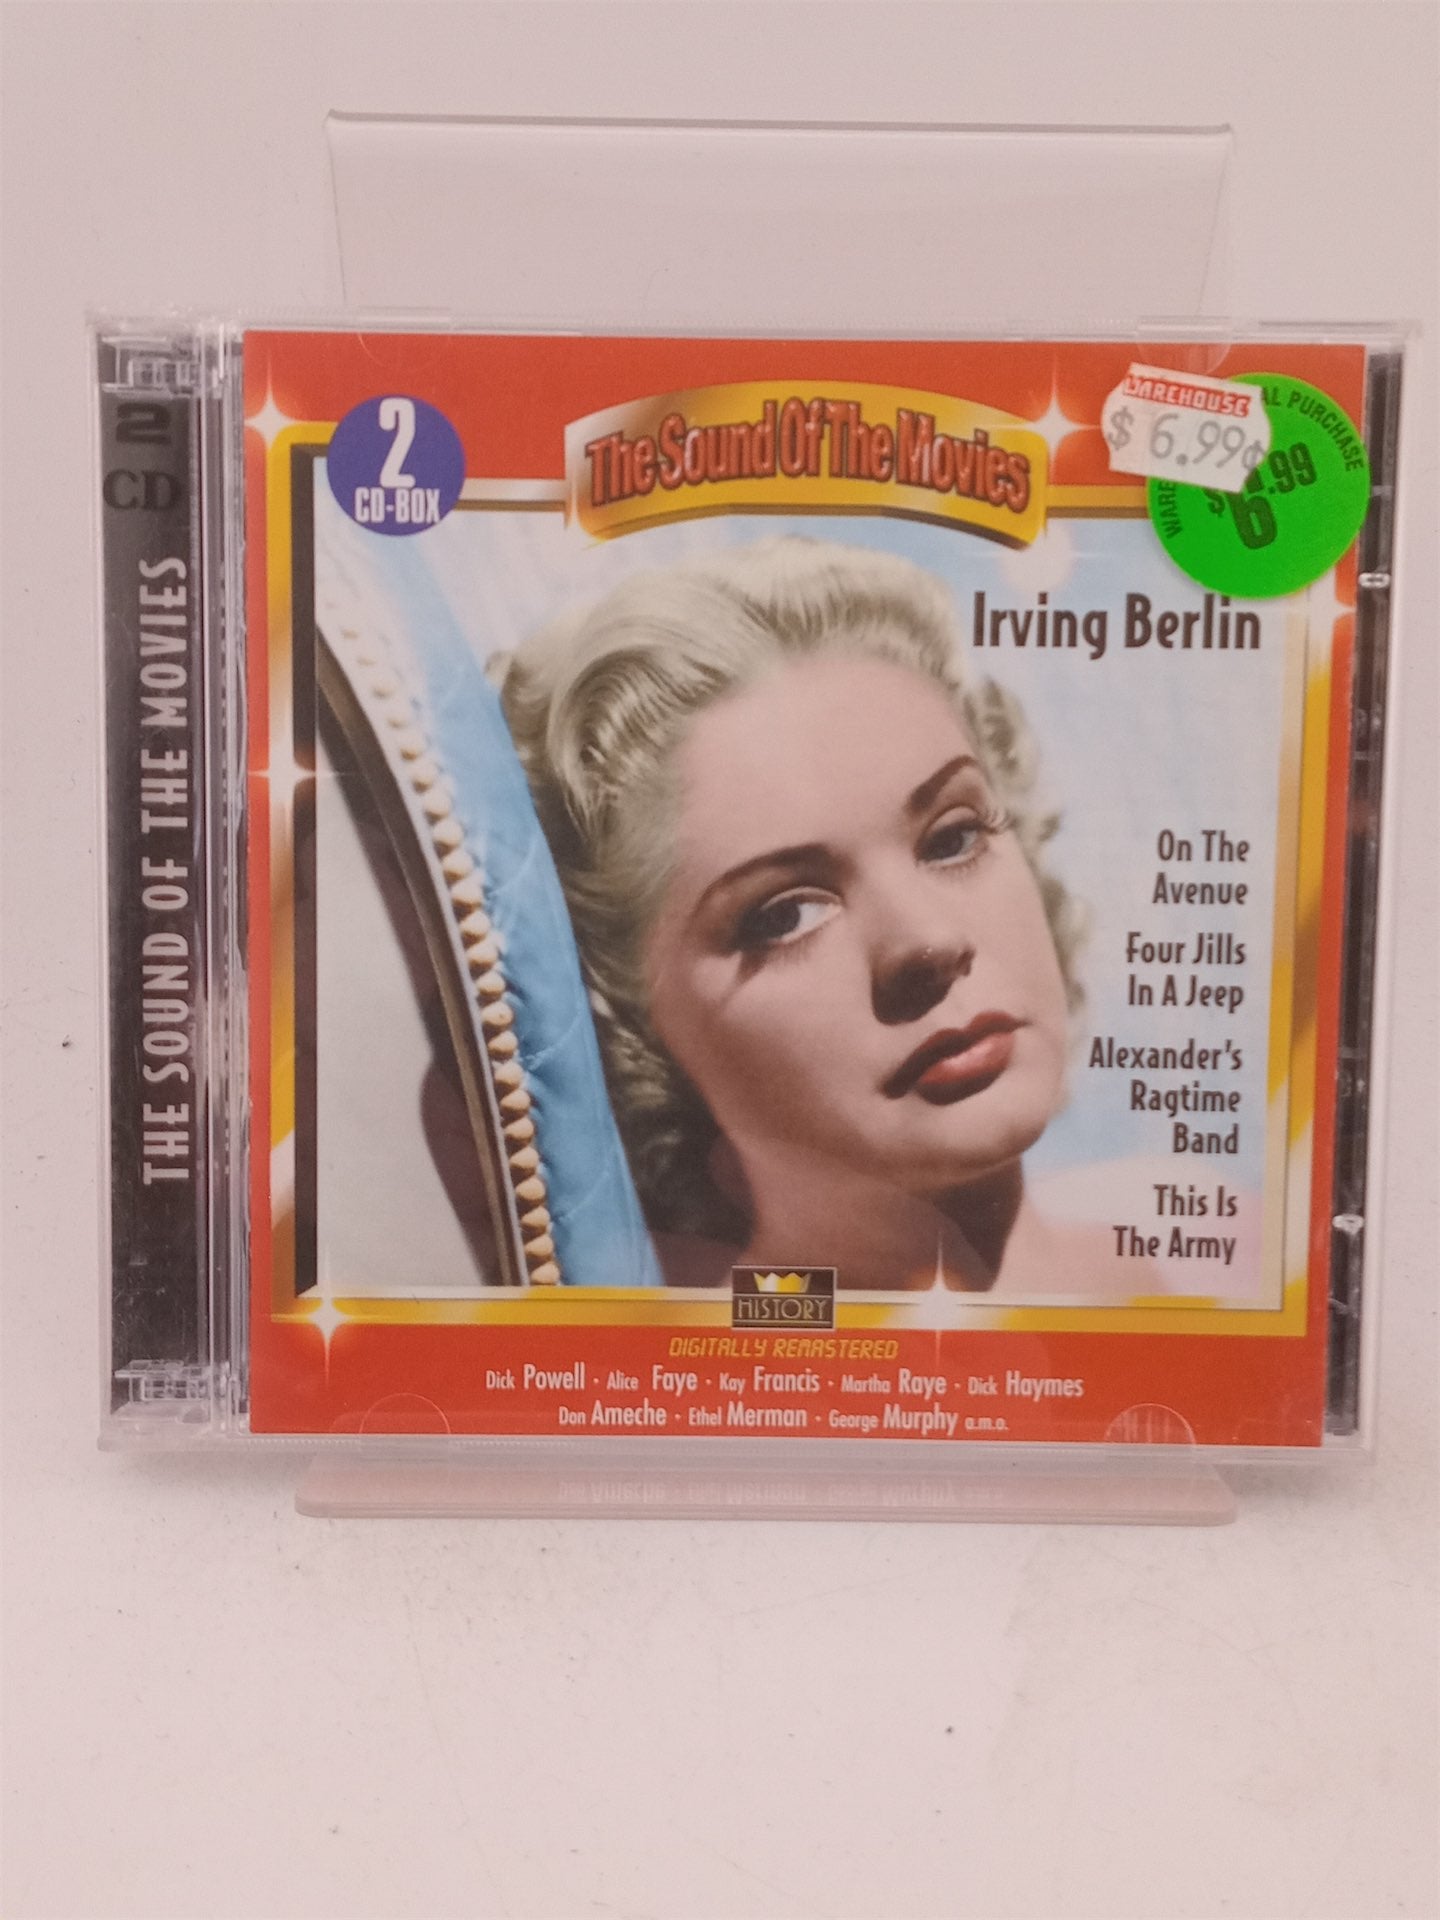 2
CD
THE SOUND OF THE MOVIES
2
CD-BOX
The Sound Of The Movies
WAREHOUSE
$ 6.99
AL PURCHASE
WARE
$ .99
6
Irving Berlin
On The
Avenue
Four Jills
In A Jeep
Alexander's
Ragtime
Band
This Is
The Army
HISTORY
DIGITALLY REMASTERED
Dick Powell · Alice Faye · Kay Francis · Martha Raye · Dick Haymes
Don Ameche · Ethel Merman · George Murphy a.m.o.